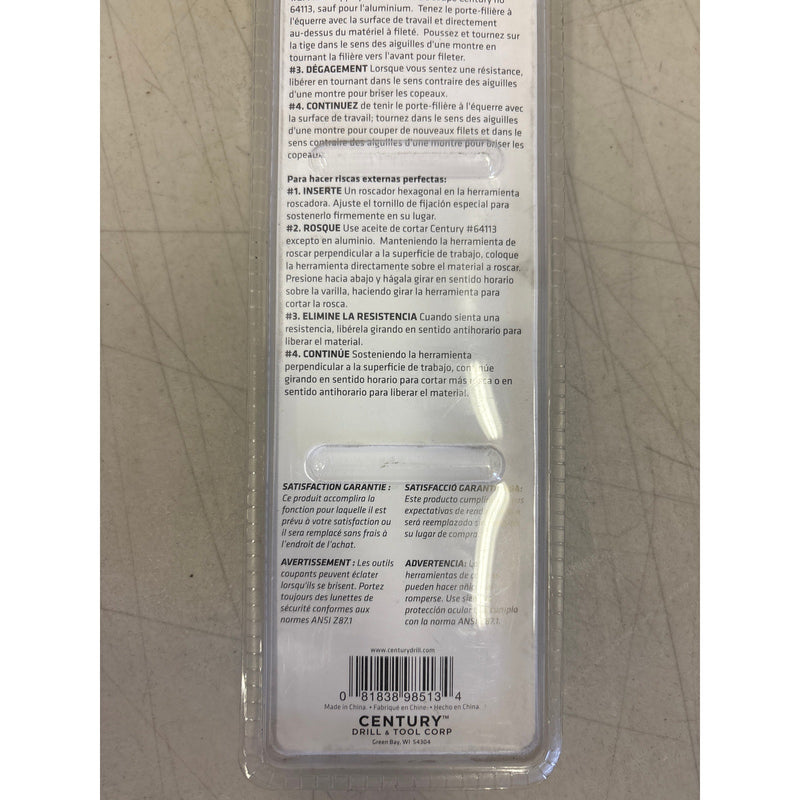 64113, sauf pour l'aluminium. Tenez le porte-filière à
l'équerre avec la surface de travail et directement
au-dessus du matériel à fileté. Poussez et tournez sur
la tige dans le sens des aiguilles d'une montre en
tournant la filière vers l'avant pour fileter.
#3. DÉGAGEMENT Lorsque vous sentez une résistance,
libérer en tournant dans le sens contraire des aiguilles
d'une montre pour briser les copeaux.
#4. CONTINUEZ de tenir le porte-filière à l'équerre avec
la surface de travail; tournez dans le sens des aiguilles
d'une montre pour couper de nouveaux filets et dans le
sens contraire des aiguilles d'une montre pour briser les
copeaux.
Para hacer riscas externas perfectas:
#1. INSERTE Un roscador hexagonal en la herramienta
roscadora. Ajuste el tornillo de fijación especial para
sostenerlo firmemente en su lugar.
#2. ROSQUE Use aceite de cortar Century #64113
excepto en aluminio. Manteniendo la herramienta de
roscar perpendicular a la superficie de trabajo, coloque
la herramienta directamente sobre el material a roscar.
Presione hacia abajo y hágala girar en sentido horario
sobre la varilla, haciendo girar la herramienta para
cortar la rosca.
#3. ELIMINE LA RESISTENCIA Cuando sienta una
resistencia, libérela girando en sentido antihorario para
liberar el material.
#4. CONTINÚE Sosteniendo la herramienta
perpendicular a la superficie de trabajo, continúe
girando en sentido horario para cortar más rosca o en
sentido antihorario para liberar el material.
SATISFACTION GARANTIE :
Ce produit accomplira la
fonction pour laquelle il est
prévu à votre satisfaction ou
il sera remplacé sans frais à
l'endroit de l'achat.
AVERTISSEMENT : Les outils
coupants peuvent éclater
lorsqu'ils se brisent. Portez
toujours des lunettes de
sécurité conformes aux
normes ANSI Z87.1
SATISFACCIÓ
Este producto
expectativas de
será reemplazado
su lugar de compra.
ADVERTENCIA:
herramientas de
pueden hacer
romperse. Use
protección ocular cumpla
con la norma ANSI Z87.1.
www.centurydrill.com
0 81838 98513 4
Made in China. • Fabriqué en Chine. • Hecho en China.
CENTURY™
DRILL & TOOL CORP
Green Bay, WI 54304